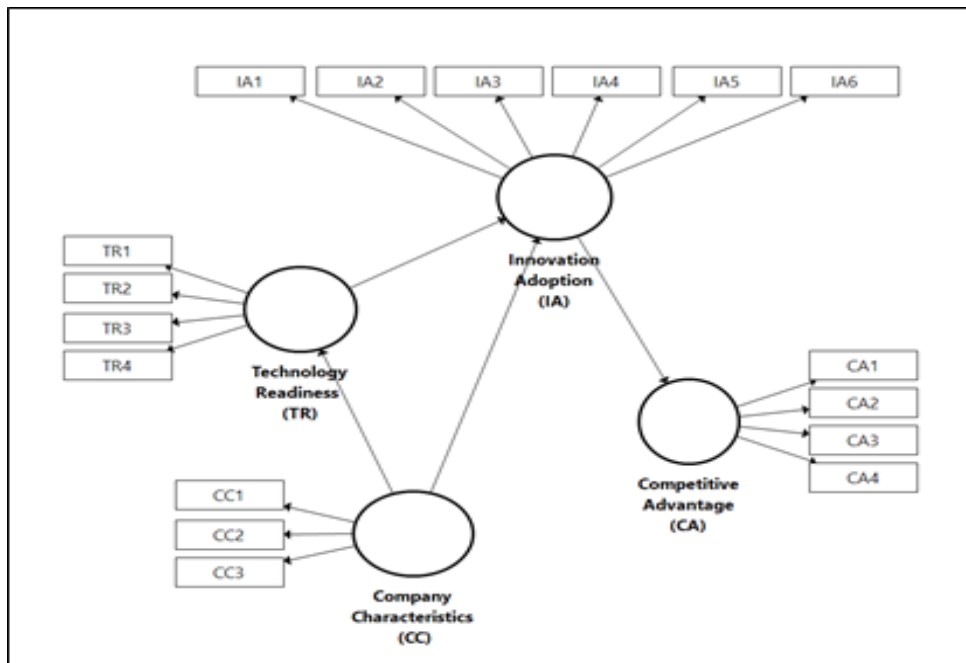 IA1
IA2
IA3
IA4
IA5
IA6
Innovation
Adoption
(IA)
TR1
TR2
TR3
TR4
Technology
Readiness
(TR)
CA1
CA2
CA3
CA4
Competitive
Advantage
(CA)
CC1
CC2
CC3
Company
Characteristics
(CC)